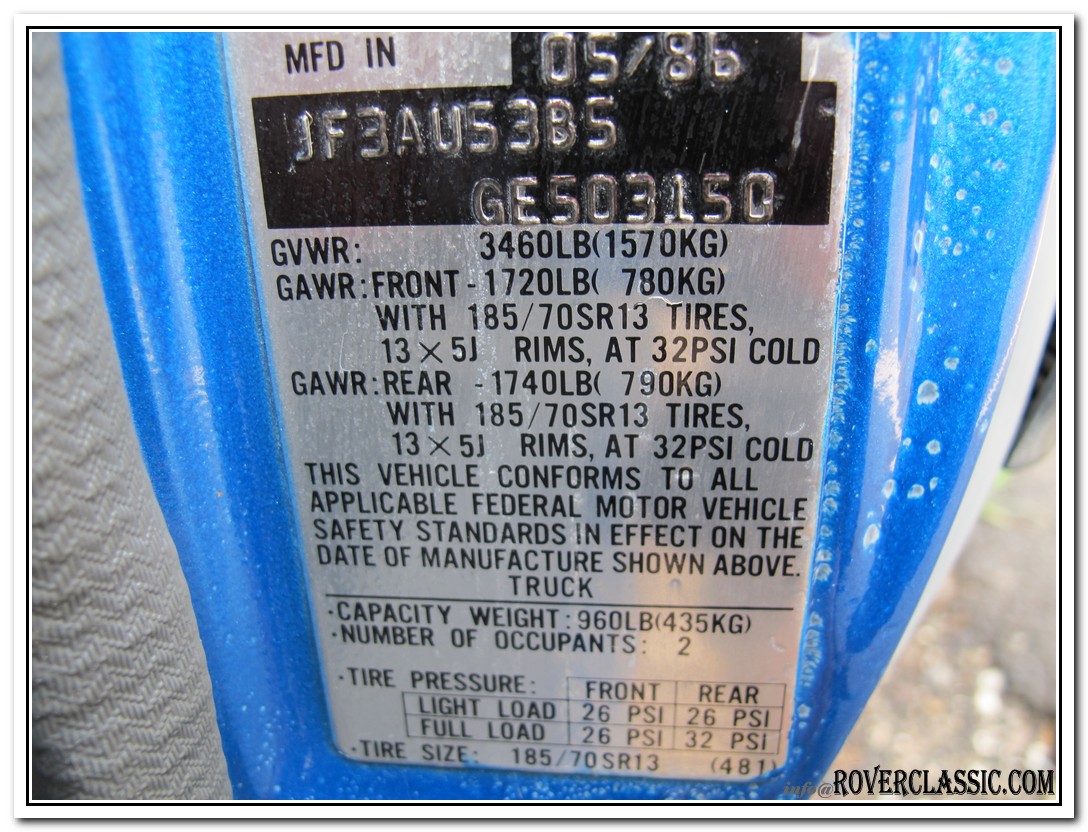 MFD IN 05/86
JF3AU53B5
GE503150
GVWR: 3460LB(1570KG)
GAWR:FRONT-1720LB( 780KG)
WITH 185/70SR13 TIRES,
13×5J RIMS, AT 32PSI COLD
GAWR:REAR -1740LB( 790KG)
WITH 185/70SR13 TIRES,
13×5J RIMS, AT 32PSI COLD
THIS VEHICLE CONFORMS TO ALL
APPLICABLE FEDERAL MOTOR VEHICLE
SAFETY STANDARDS IN EFFECT ON THE
DATE OF MANUFACTURE SHOWN ABOVE.
TRUCK
·CAPACITY WEIGHT:960LB(435KG)
·NUMBER OF OCCUPANTS: 2
·TIRE PRESSURE: FRONT REAR
LIGHT LOAD 26 PSI 26 PSI
FULL LOAD 26 PSI 32 PSI
·TIRE SIZE: 185/70SR13 (481)
info@ROVERCLASSIC.COM